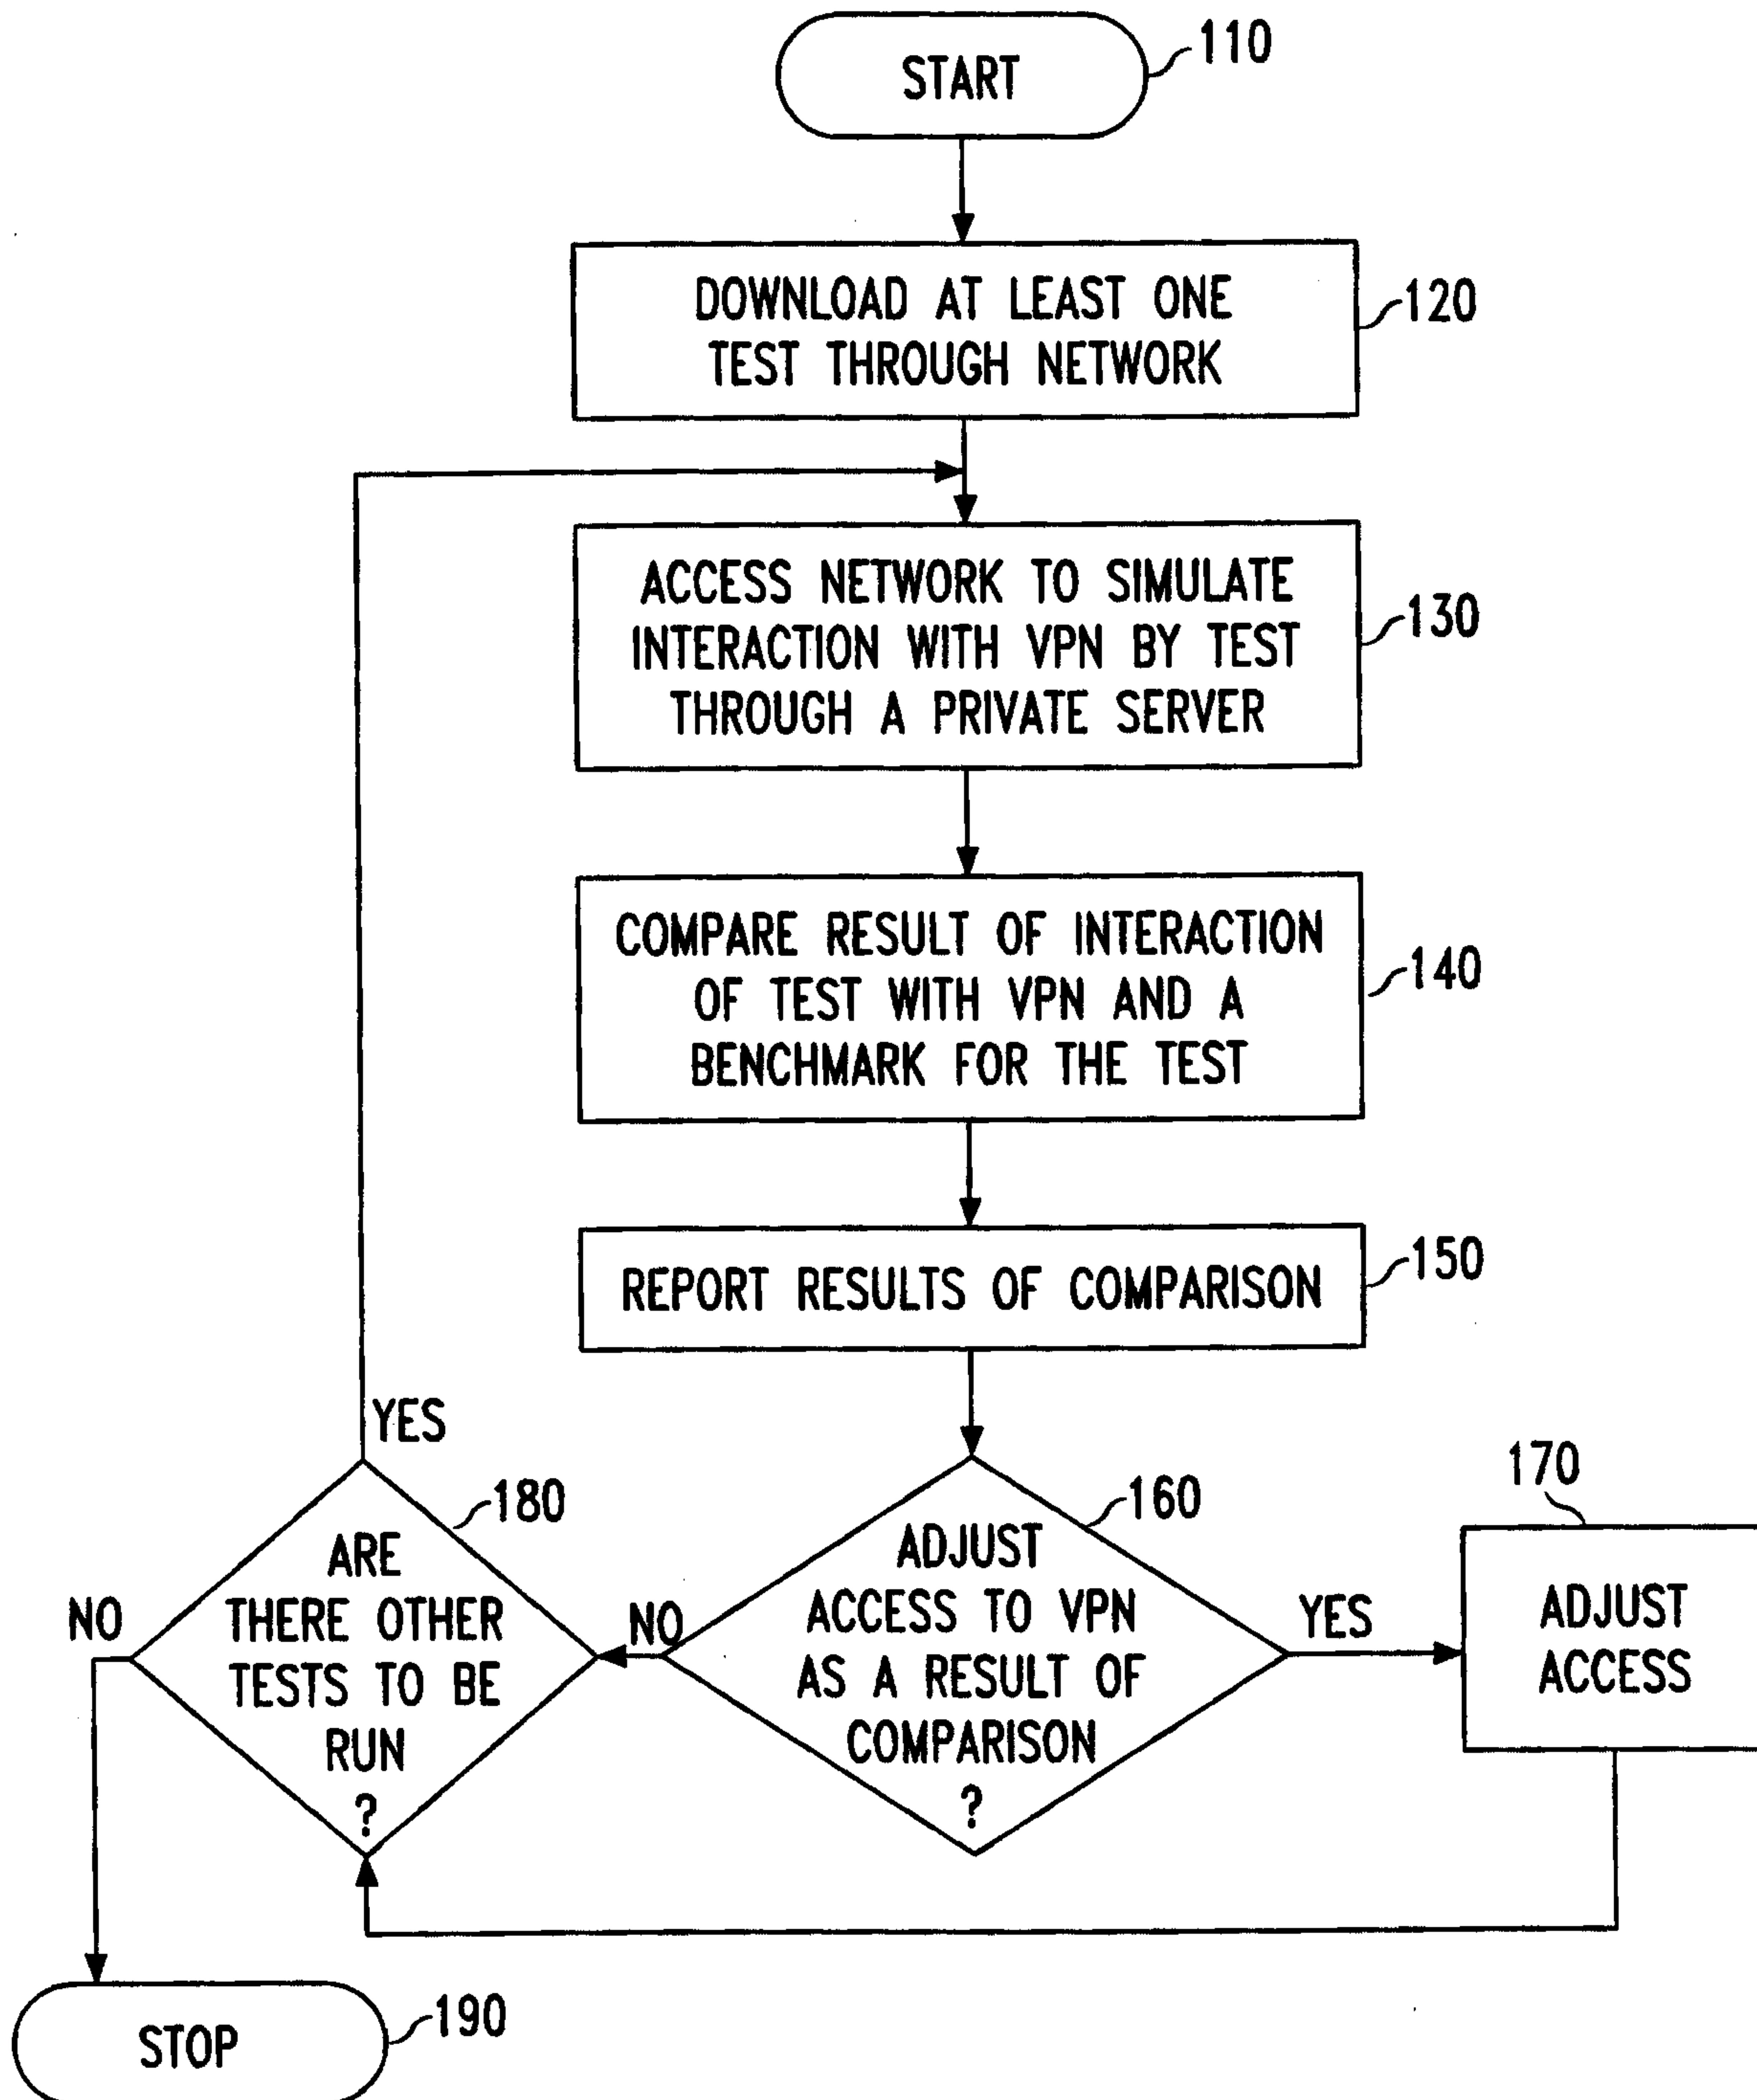 START
110
DOWNLOAD AT LEAST ONE
TEST THROUGH NETWORK
120
ACCESS NETWORK TO SIMULATE
INTERACTION WITH VPN BY TEST
THROUGH A PRIVATE SERVER
130
COMPARE RESULT OF INTERACTION
OF TEST WITH VPN AND A
BENCHMARK FOR THE TEST
140
REPORT RESULTS OF COMPARISON
150
ADJUST
ACCESS TO VPN
AS A RESULT OF
COMPARISON
?
160
YES
170
ADJUST
ACCESS
NO
180
ARE
THERE OTHER
TESTS TO BE
RUN
?
YES
NO
STOP
190